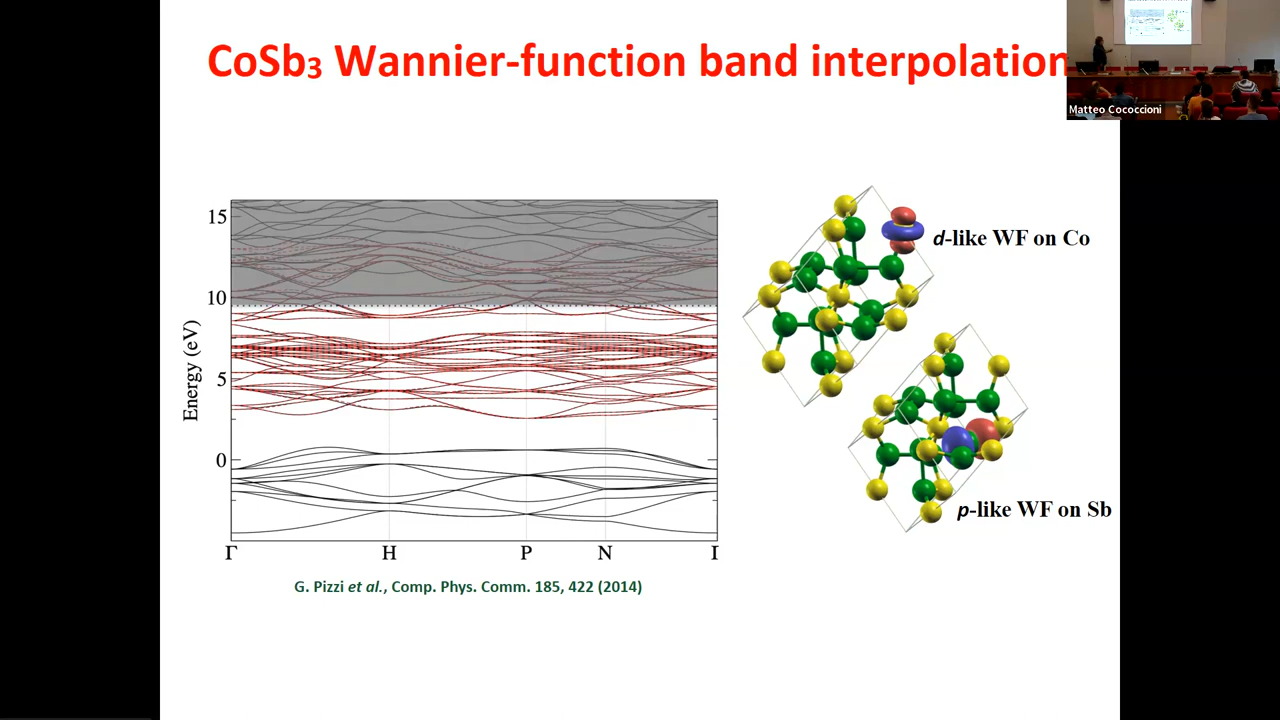 CoSb₃ Wannier-function band interpolation
Matteo Cococcioni
15
10
5
0
Energy (eV)
Γ H P N Γ
d-like WF on Co
p-like WF on Sb
G. Pizzi et al., Comp. Phys. Comm. 185, 422 (2014)